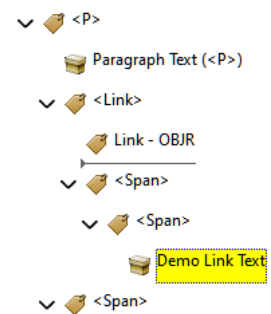 <P>
Paragraph Text (<P>)
<Link>
Link - OBJR
<Span>
<Span>
Demo Link Text
<Span>